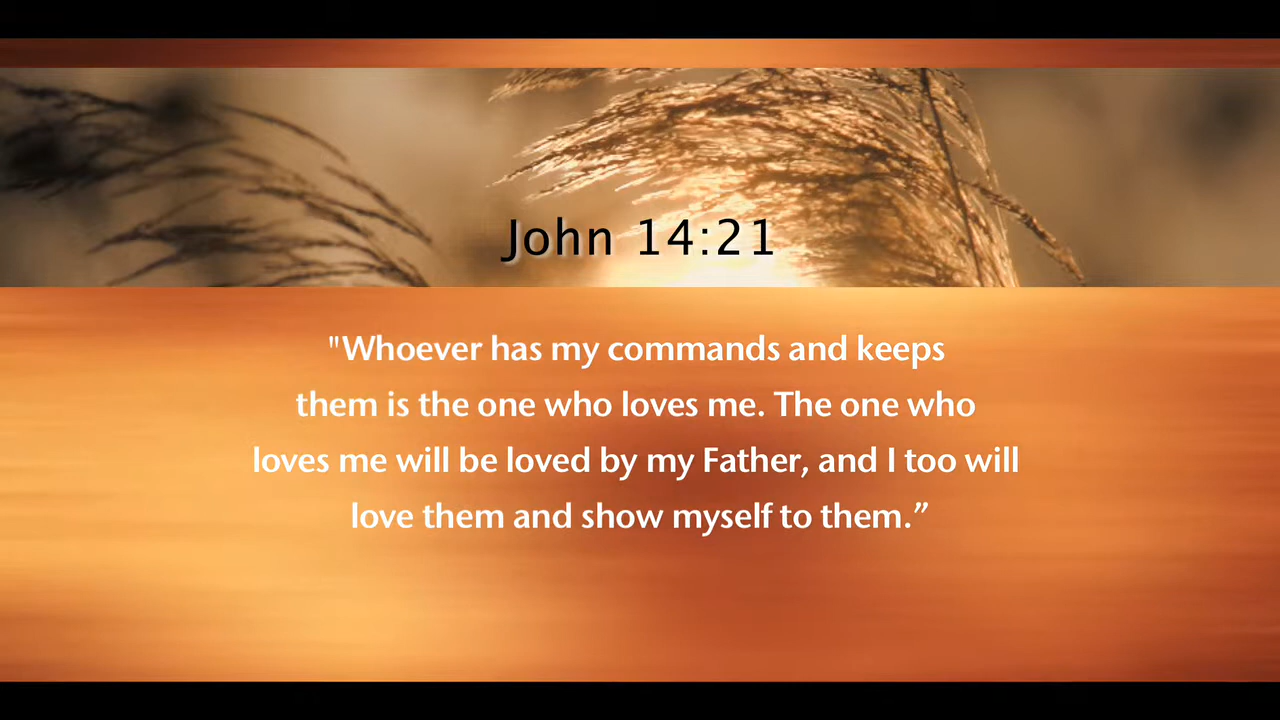 John 14:21
"Whoever has my commands and keeps
them is the one who loves me. The one who
loves me will be loved by my Father, and I too will
love them and show myself to them.”